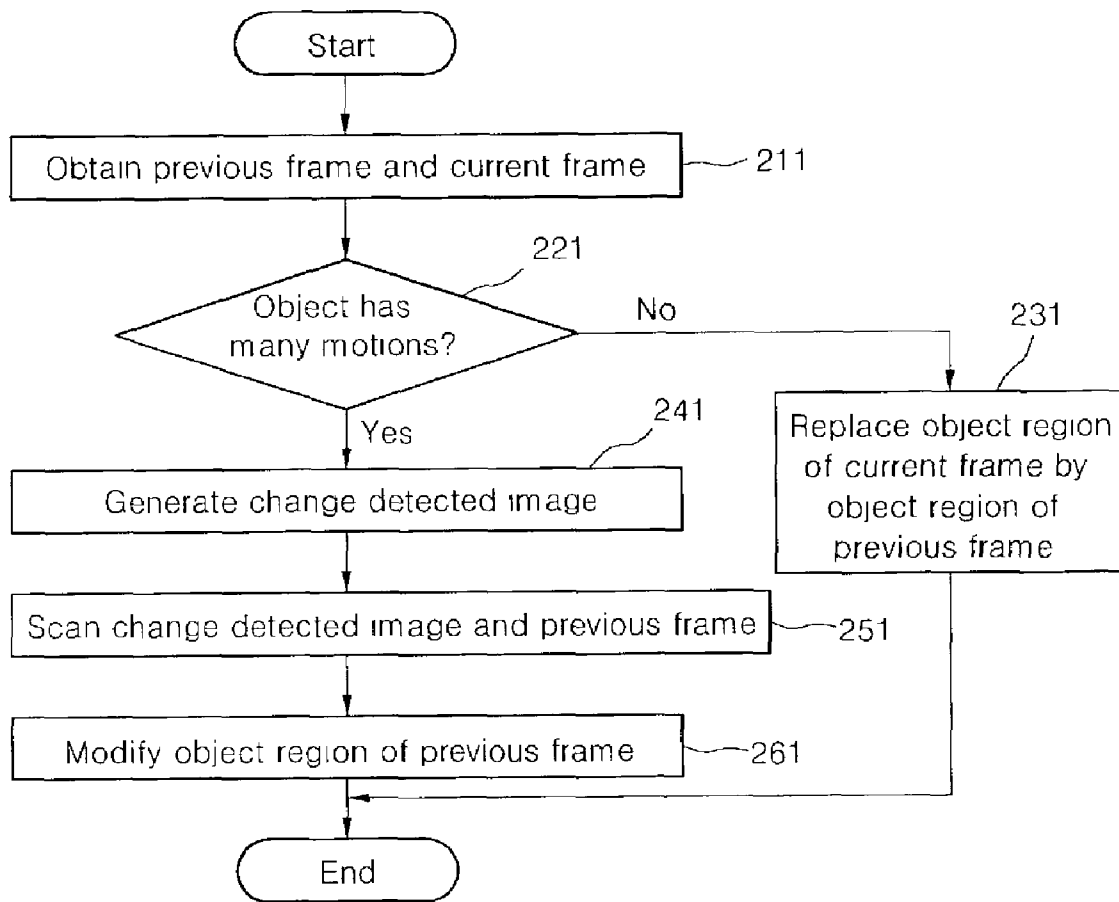 Start
Obtain previous frame and current frame
211
221
Object has
many motions?
No
231
Yes
241
Replace object region
of current frame by
object region of
previous frame
Generate change detected image
Scan change detected image and previous frame
251
Modify object region of previous frame
261
End